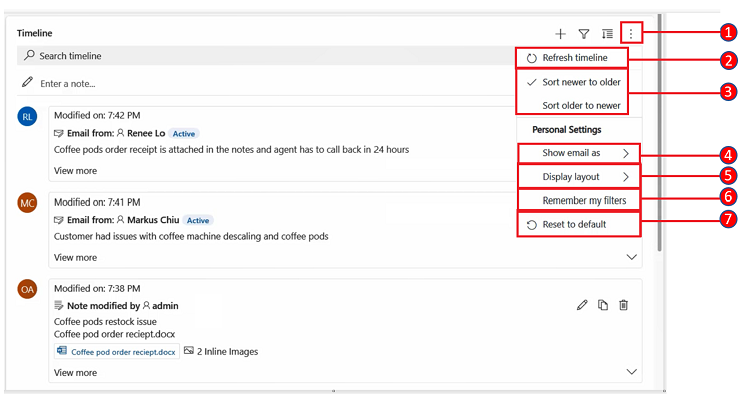 Timeline
1
Search timeline
Refresh timeline
2
Enter a note...
Sort newer to older
3
Sort older to newer
RL
Modified on: 7:42 PM
Personal Settings
Email from: Renee Lo Active
Coffee pods order receipt is attached in the notes and agent has to call back in 24 hours
Show email as
4
View more
Display layout
5
MC
Modified on: 7:41 PM
Remember my filters
6
Email from: Markus Chiu Active
Reset to default
7
Customer had issues with coffee machine descaling and coffee pods
View more
OA
Modified on: 7:38 PM
Note modified by admin
Coffee pods restock issue
Coffee pod order reciept.docx
Coffee pod order reciept.docx 2 Inline Images
View more